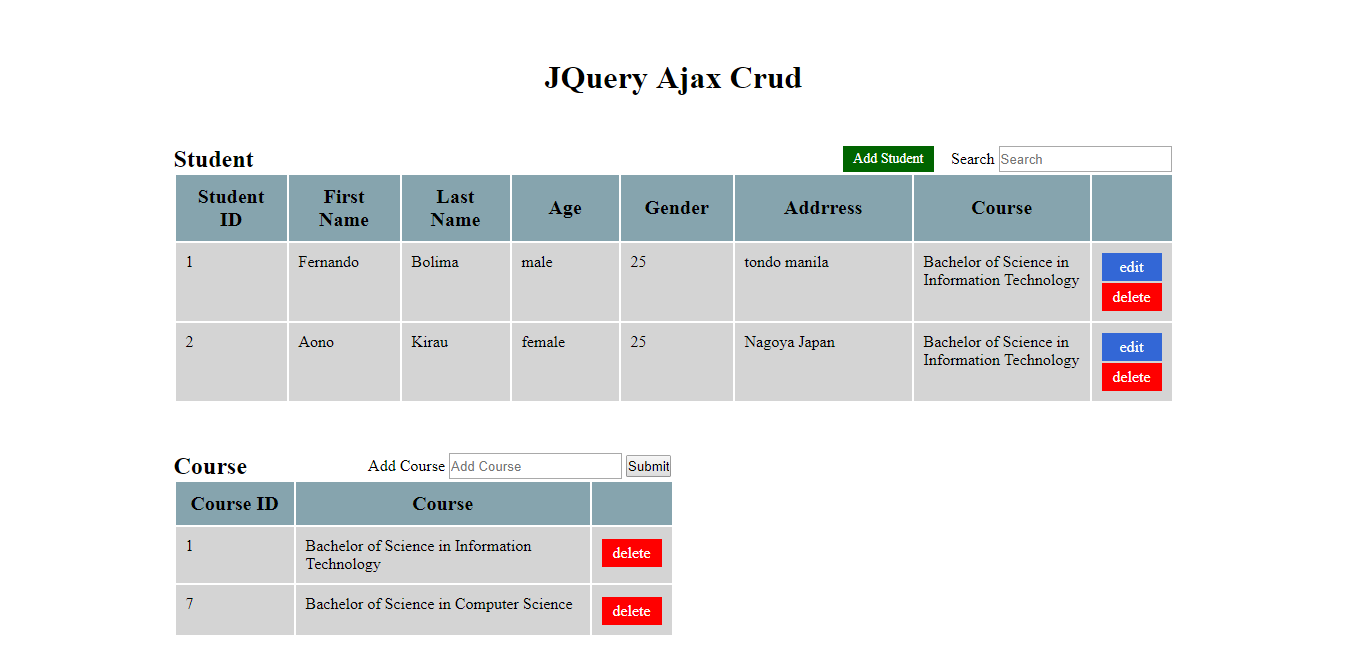 JQuery Ajax Crud
Student
Add Student Search Search
Student ID First Name Last Name Age Gender Addrress Course
1 Fernando Bolima male 25 tondo manila Bachelor of Science in Information Technology edit delete
2 Aono Kirau female 25 Nagoya Japan Bachelor of Science in Information Technology edit delete
Course
Add Course Add Course Submit
Course ID Course
1 Bachelor of Science in Information Technology delete
7 Bachelor of Science in Computer Science delete